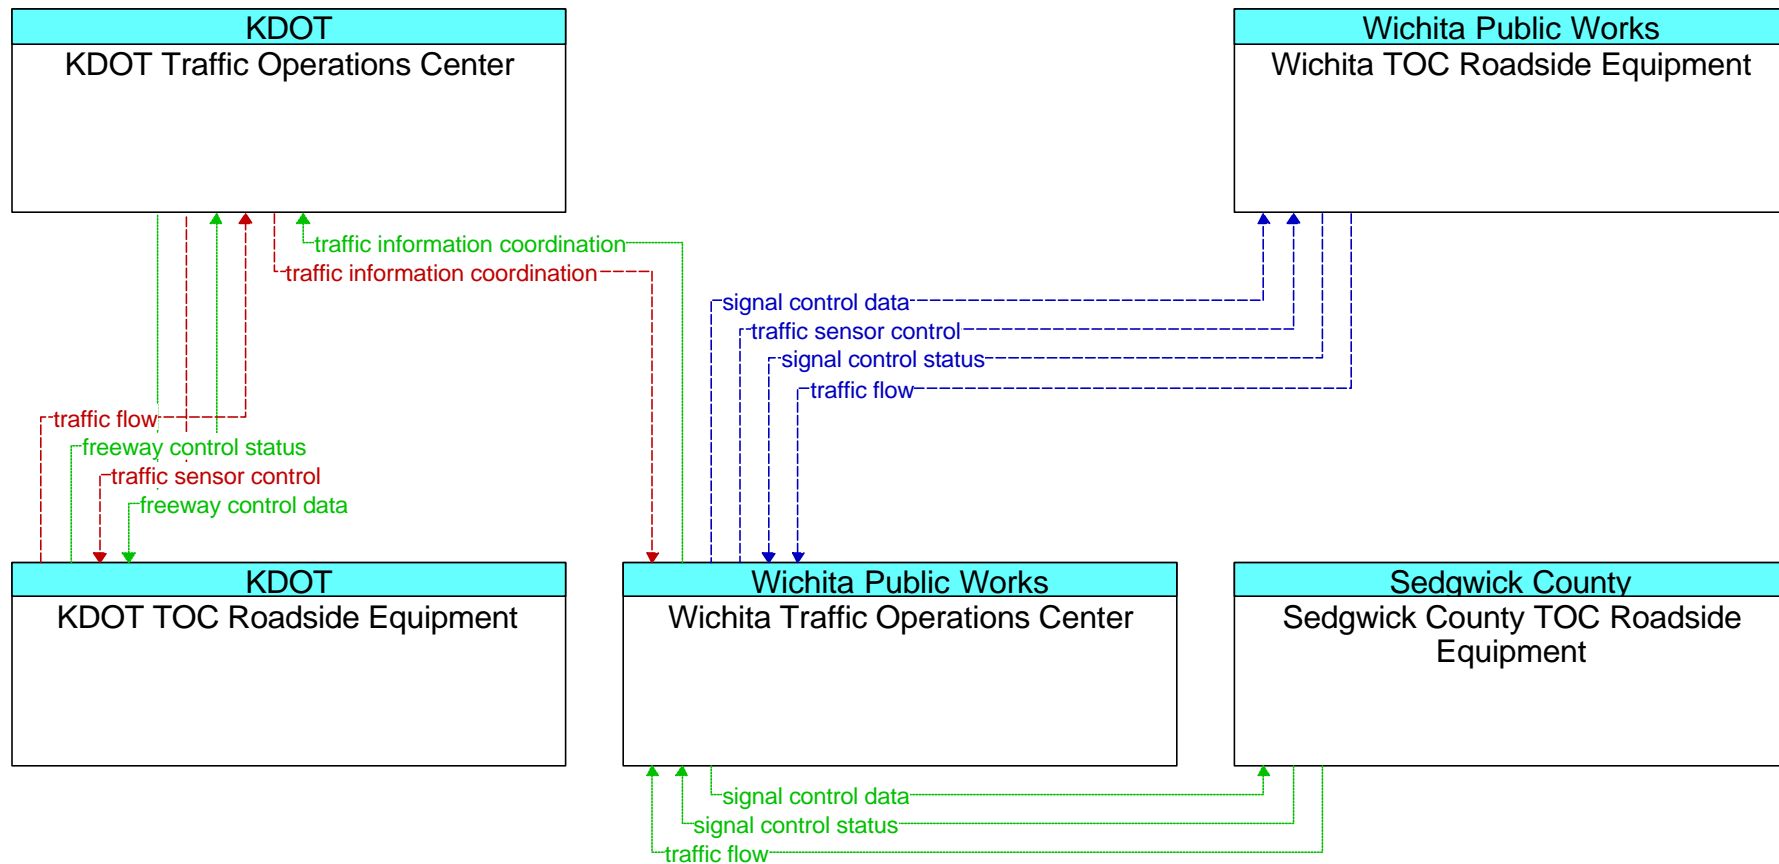 KDOT
KDOT Traffic Operations Center
Wichita Public Works
Wichita TOC Roadside Equipment
traffic information coordination
traffic information coordination
signal control data
traffic sensor control
signal control status
traffic flow
traffic flow
freeway control status
traffic sensor control
freeway control data
KDOT
KDOT TOC Roadside Equipment
Wichita Public Works
Wichita Traffic Operations Center
Sedgwick County
Sedgwick County TOC Roadside
Equipment
signal control data
signal control status
traffic flow